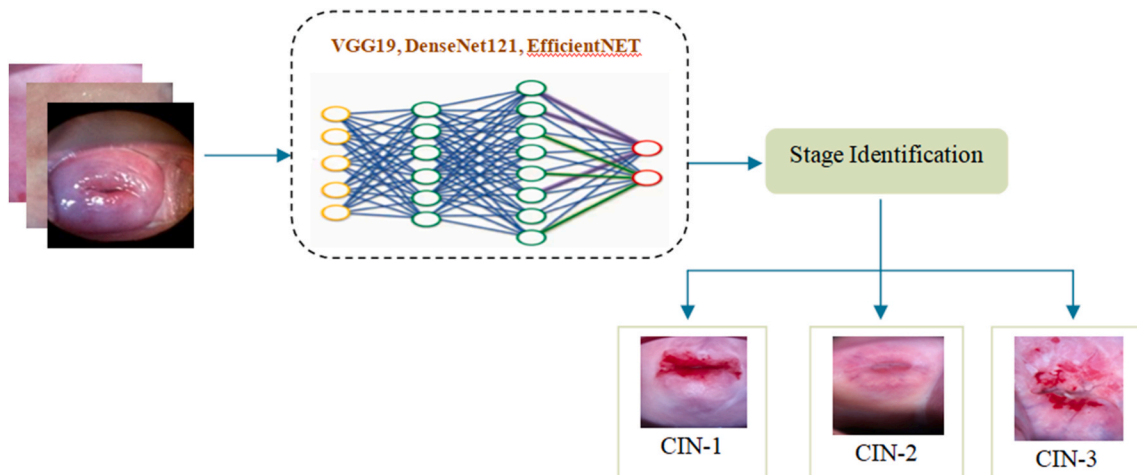 VGG19, DenseNet121, EfficientNET
Stage Identification
CIN-1
CIN-2
CIN-3